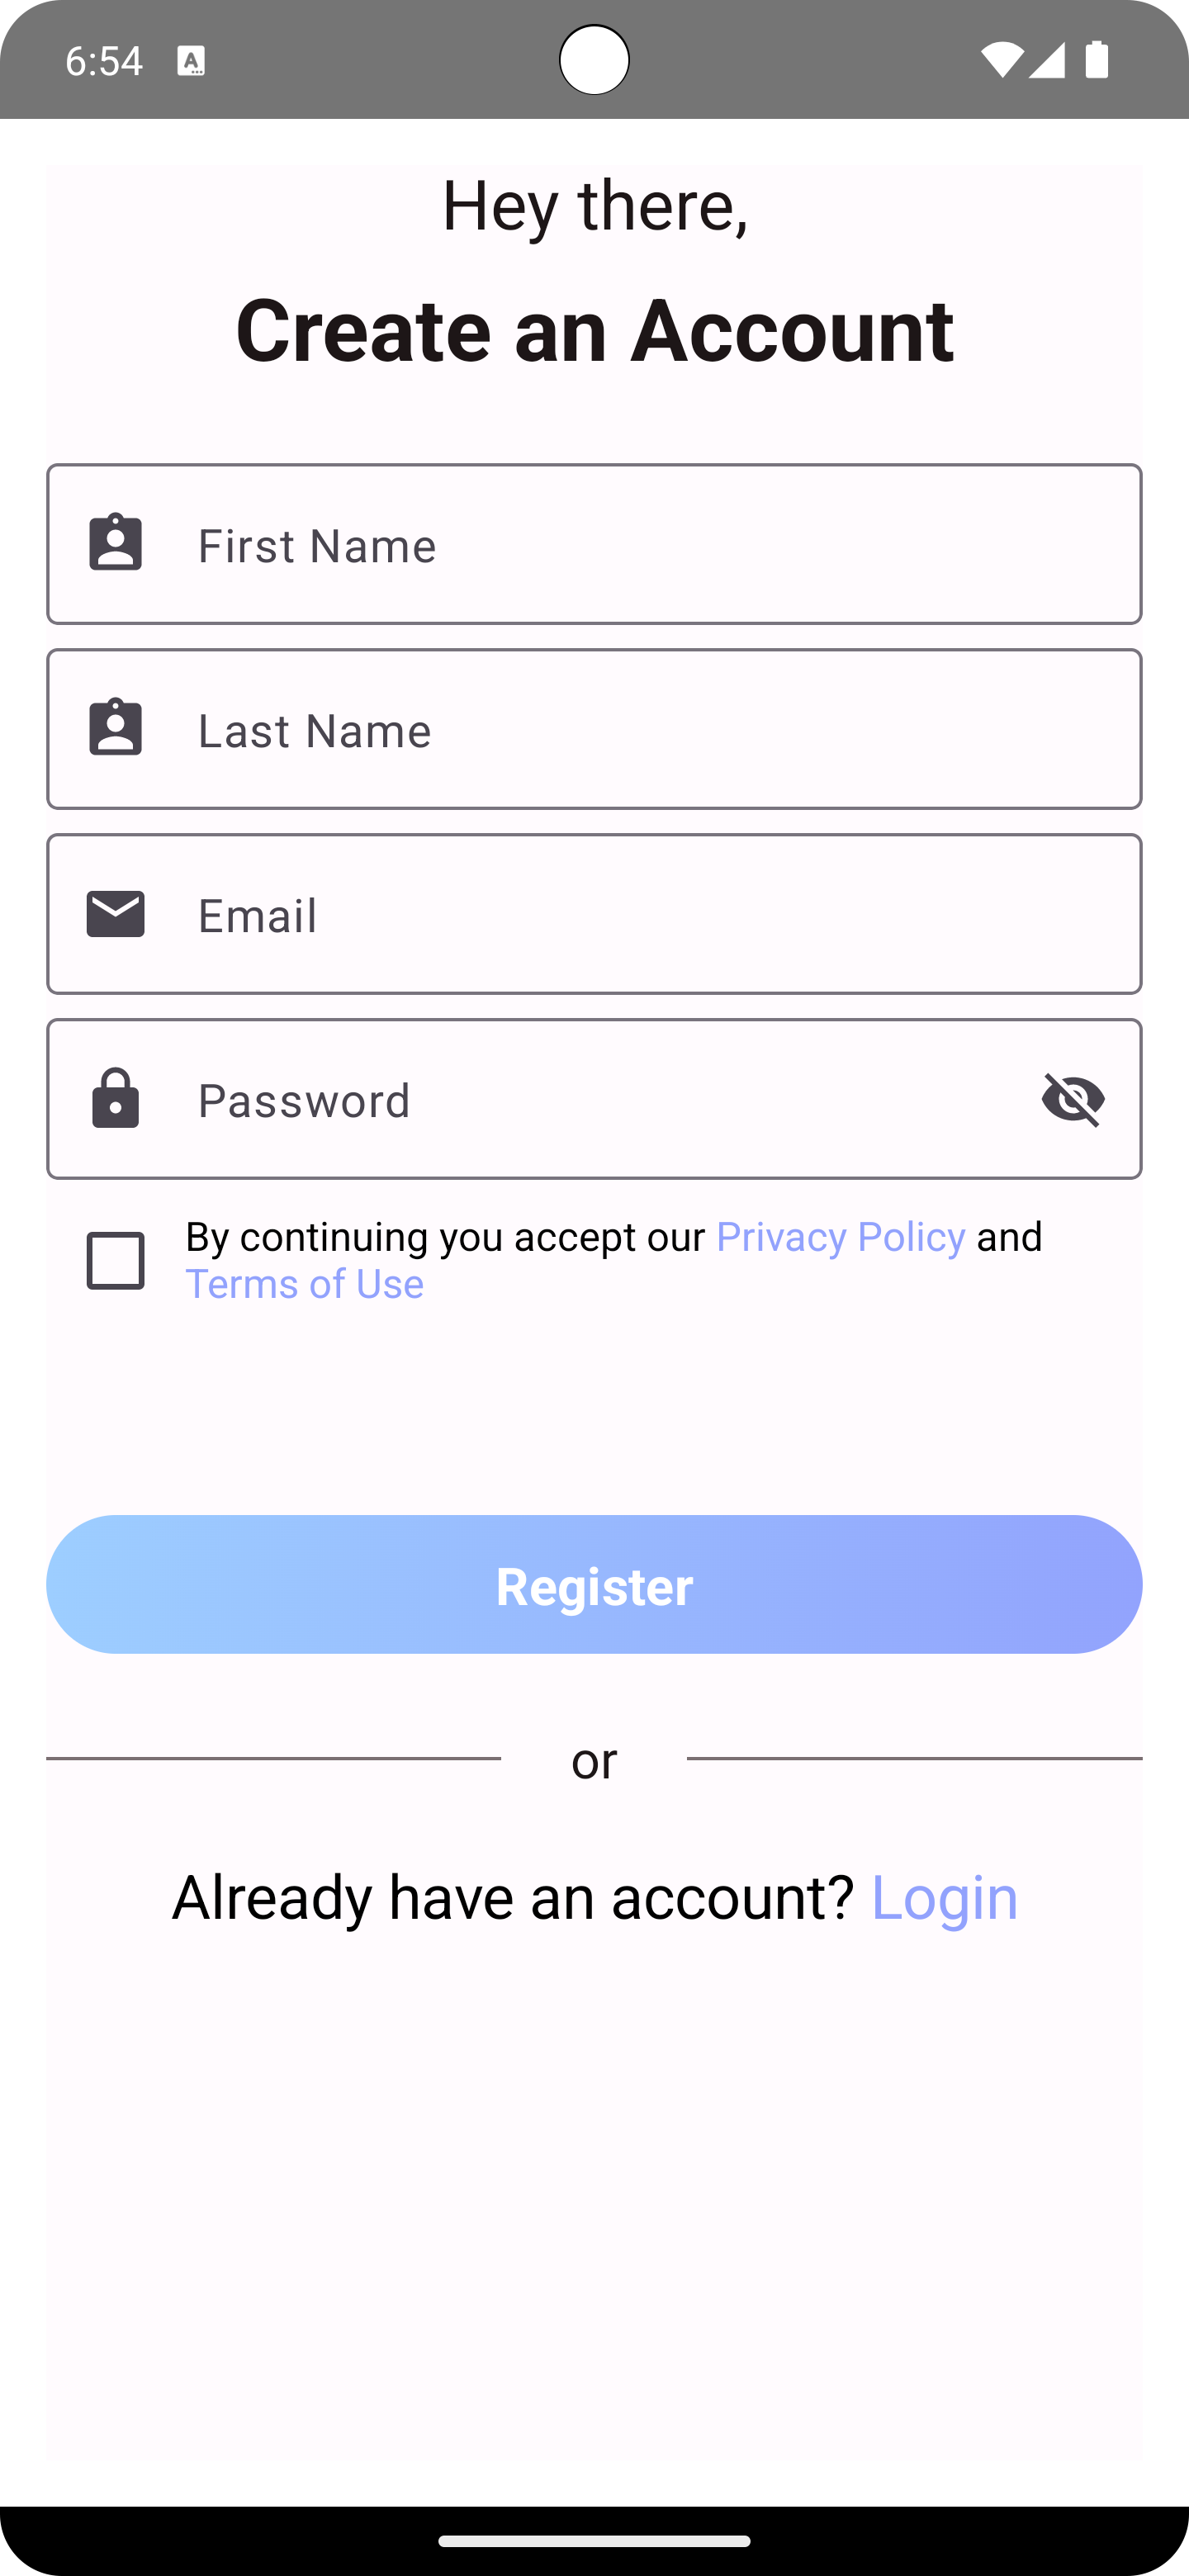 6:54
Hey there,
Create an Account
First Name
Last Name
Email
Password
By continuing you accept our Privacy Policy and
Terms of Use
Register
or
Already have an account? Login